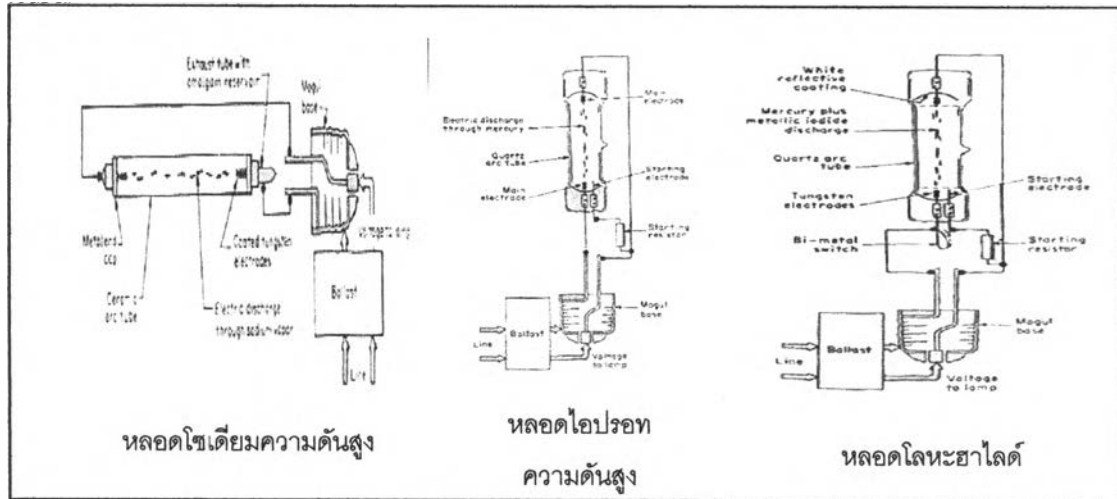 Exhaust tube with
amalgam reservoir
Mogul
base
Coated tungsten
electrodes
Ceramic
arc tube
Electric discharge
through sodium vapor
Ballast
Line
หลอดโซเดียมความดันสูง
Main
electrode
Electric discharge
through mercury
Quartz
arc tube
Starting
electrode
Main
electrode
Starting
resistor
Mogul
base
Ballast
Line
Voltage
to lamp
หลอดไอปรอท
ความดันสูง
White
reflective
coating
Mercury plus
metallic iodide
discharge
Quartz arc
tube
Tungsten
electrodes
Starting
electrode
Bi-metal
switch
Starting
resistor
Mogul
base
Ballast
Line
Voltage
to lamp
หลอดโลหะฮาไลด์